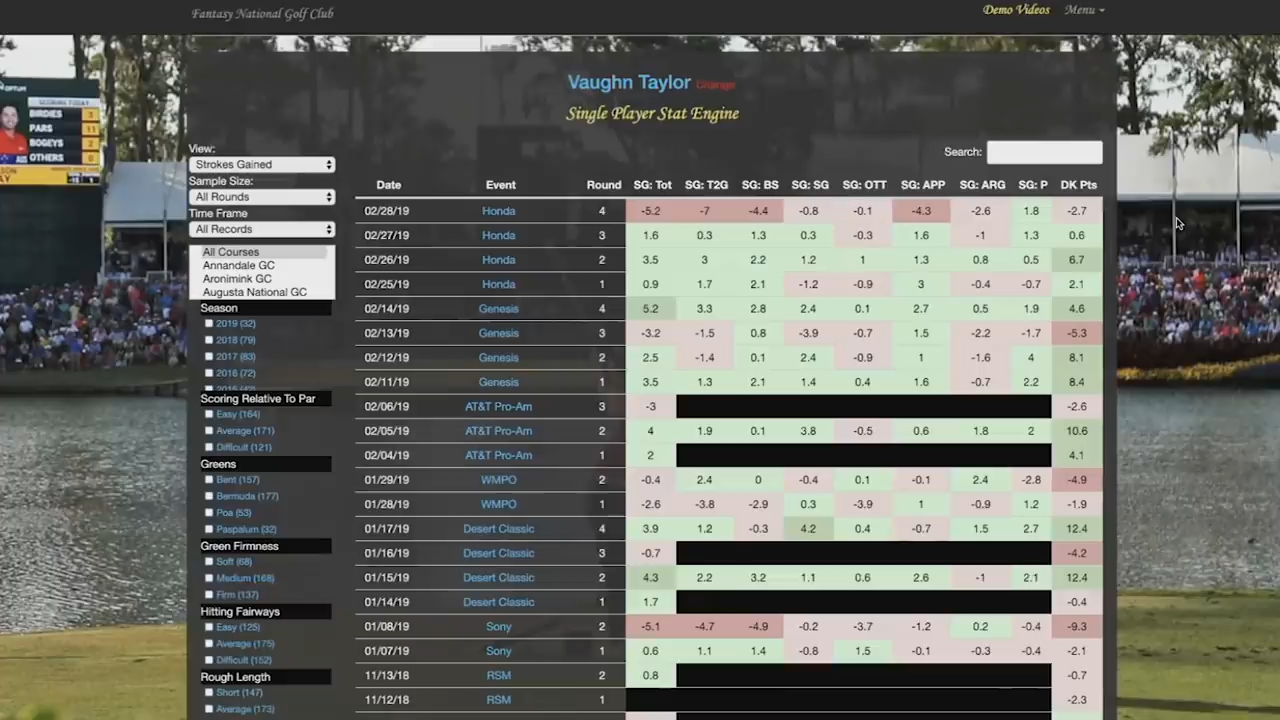 Fantasy National Golf Club
Demo Videos Menu
OPTUM
SCORING TODAY
BIRDIES 3
PARS 11
BOGEYS 2
OTHERS 0
Vaughn Taylor Change
Single Player Stat Engine
View:
Strokes Gained
Sample Size:
All Rounds
Time Frame
All Records
All Courses
Annandale GC
Aronimink GC
Augusta National GC
Season
2019 (32)
2018 (79)
2017 (83)
2016 (72)
Scoring Relative To Par
Easy (164)
Average (171)
Difficult (121)
Greens
Bent (157)
Bermuda (177)
Poa (53)
Paspalum (32)
Green Firmness
Soft (68)
Medium (168)
Firm (137)
Hitting Fairways
Easy (125)
Average (175)
Difficult (152)
Rough Length
Short (147)
Average (173)
Search:
Date Event Round SG: Tot SG: T2G SG: BS SG: SG SG: OTT SG: APP SG: ARG SG: P DK Pts
02/28/19 Honda 4 -5.2 -7 -4.4 -0.8 -0.1 -4.3 -2.6 1.8 -2.7
02/27/19 Honda 3 1.6 0.3 1.3 0.3 -0.3 1.6 -1 1.3 0.6
02/26/19 Honda 2 3.5 3 2.2 1.2 1 1.3 0.8 0.5 6.7
02/25/19 Honda 1 0.9 1.7 2.1 -1.2 -0.9 3 -0.4 -0.7 2.1
02/14/19 Genesis 4 5.2 3.3 2.8 2.4 0.1 2.7 0.5 1.9 4.6
02/13/19 Genesis 3 -3.2 -1.5 0.8 -3.9 -0.7 1.5 -2.2 -1.7 -5.3
02/12/19 Genesis 2 2.5 -1.4 0.1 2.4 -0.9 1 -1.6 4 8.1
02/11/19 Genesis 1 3.5 1.3 2.1 1.4 0.4 1.6 -0.7 2.2 8.4
02/06/19 AT&T Pro-Am 3 -3 -2.6
02/05/19 AT&T Pro-Am 2 4 1.9 0.1 3.8 -0.5 0.6 1.8 2 10.6
02/04/19 AT&T Pro-Am 1 2 4.1
01/29/19 WMPO 2 -0.4 2.4 0 -0.4 0.1 -0.1 2.4 -2.8 -4.9
01/28/19 WMPO 1 -2.6 -3.8 -2.9 0.3 -3.9 1 -0.9 1.2 -1.9
01/17/19 Desert Classic 4 3.9 1.2 -0.3 4.2 0.4 -0.7 1.5 2.7 12.4
01/16/19 Desert Classic 3 -0.7 -4.2
01/15/19 Desert Classic 2 4.3 2.2 3.2 1.1 0.6 2.6 -1 2.1 12.4
01/14/19 Desert Classic 1 1.7 -0.4
01/08/19 Sony 2 -5.1 -4.7 -4.9 -0.2 -3.7 -1.2 0.2 -0.4 -9.3
01/07/19 Sony 1 0.6 1.1 1.4 -0.8 1.5 -0.1 -0.3 -0.4 -2.1
11/13/18 RSM 2 0.8 -0.7
11/12/18 RSM 1 -2.3